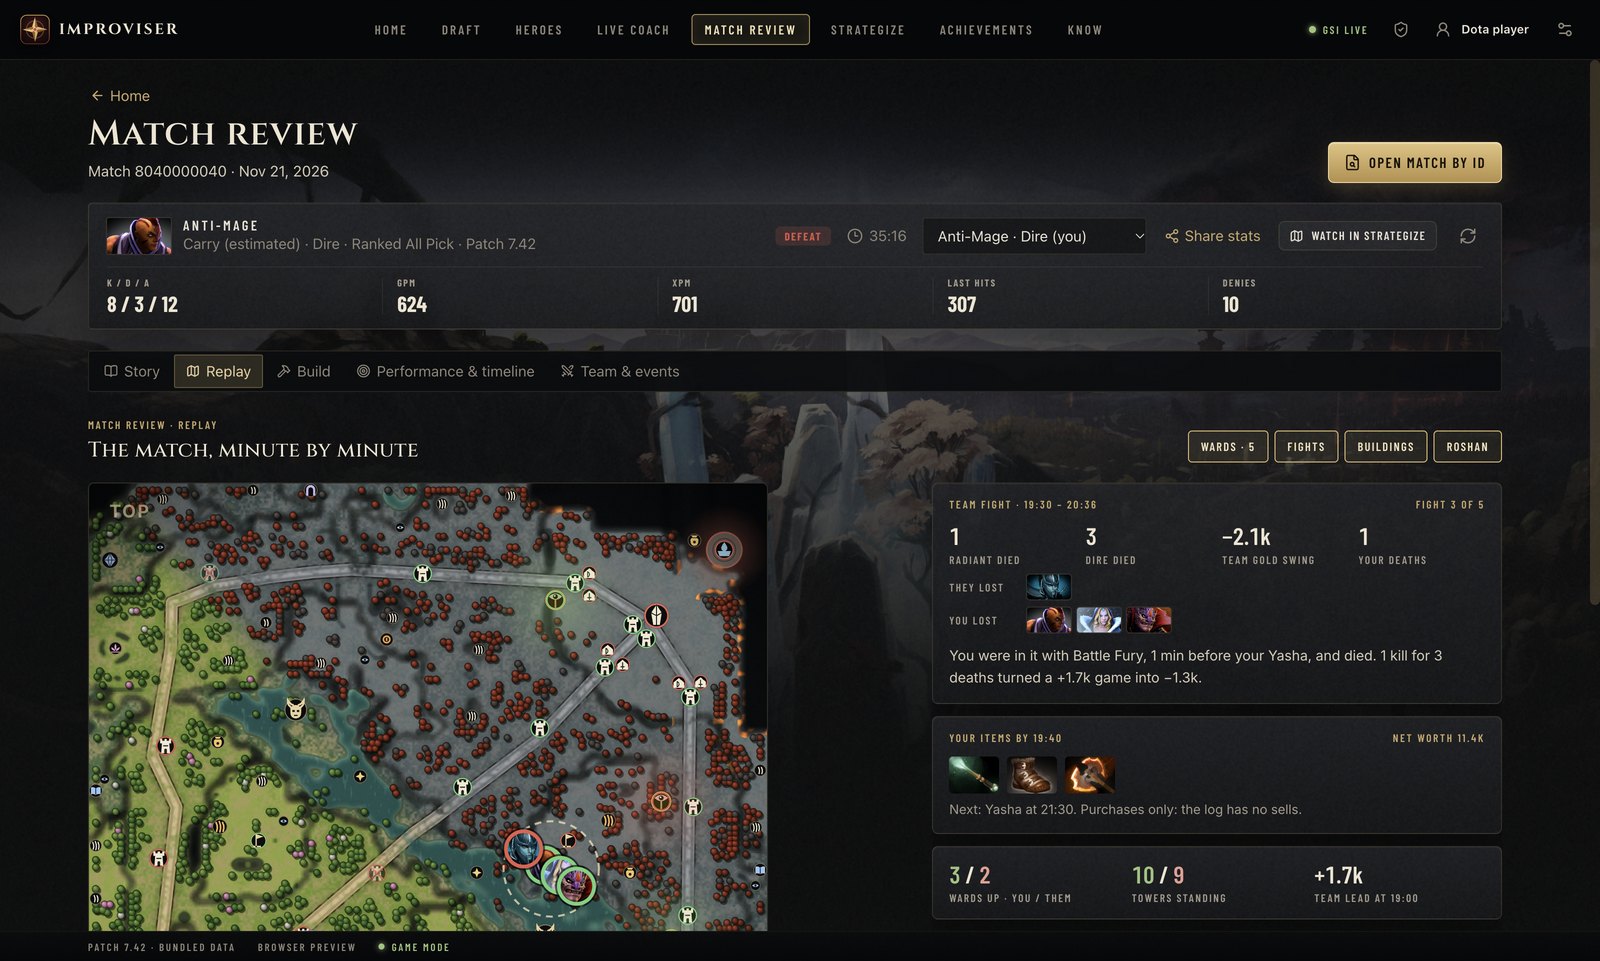 IMPROVISER
HOME
DRAFT
HEROES
LIVE COACH
MATCH REVIEW
STRATEGIZE
ACHIEVEMENTS
KNOW
GSI LIVE
Dota player
← Home
Match review
Match 8040000040 · Nov 21, 2026
OPEN MATCH BY ID
ANTI-MAGE
Carry (estimated) · Dire · Ranked All Pick · Patch 7.42
DEFEAT
35:16
Anti-Mage · Dire (you)
Share stats
WATCH IN STRATEGIZE
K / D / A
8 / 3 / 12
GPM
624
XPM
701
LAST HITS
307
DENIES
10
Story
Replay
Build
Performance & timeline
Team & events
MATCH REVIEW · REPLAY
The match, minute by minute
WARDS · 5
FIGHTS
BUILDINGS
ROSHAN
TOP
TEAM FIGHT · 19:30 – 20:36
FIGHT 3 OF 5
1
RADIANT DIED
3
DIRE DIED
−2.1k
TEAM GOLD SWING
1
YOUR DEATHS
THEY LOST
YOU LOST
You were in it with Battle Fury, 1 min before your Yasha, and died. 1 kill for 3
deaths turned a +1.7k game into −1.3k.
YOUR ITEMS BY 19:40
NET WORTH 11.4K
Next: Yasha at 21:30. Purchases only: the log has no sells.
3 / 2
WARDS UP · YOU / THEM
10 / 9
TOWERS STANDING
+1.7k
TEAM LEAD AT 19:00
PATCH 7.42 · BUNDLED DATA
BROWSER PREVIEW
GAME MODE